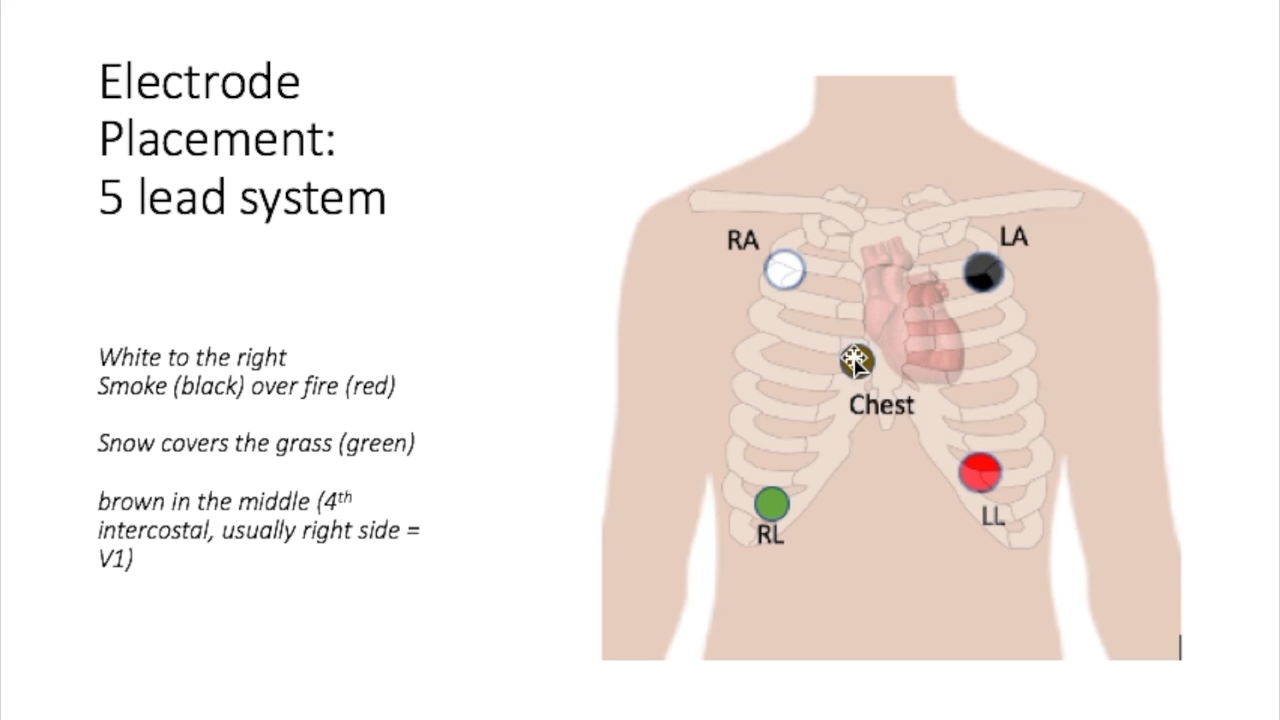 Electrode
Placement:
5 lead system
White to the right
Smoke (black) over fire (red)
Snow covers the grass (green)
brown in the middle (4th
intercostal, usually right side =
V1)
RA
LA
Chest
RL
LL